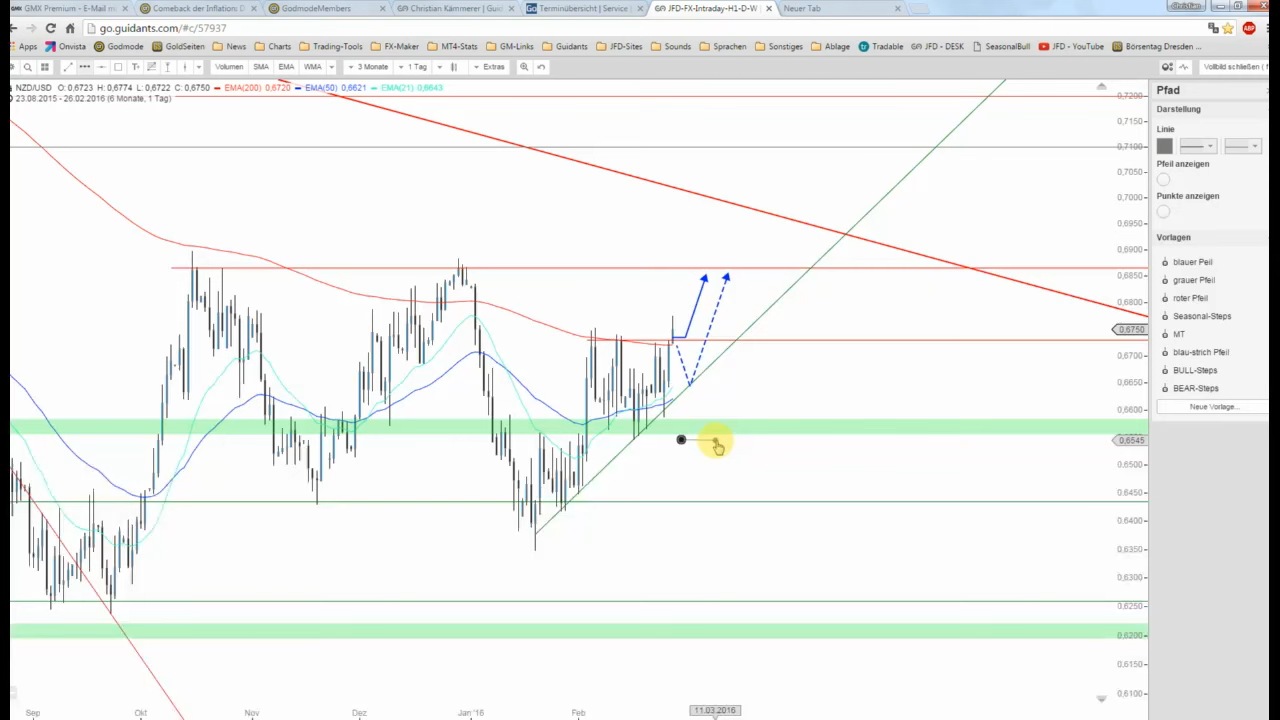 GMX Premium - E-Mail m
Comeback der Inflation: D
GodmodeMembers
Christian Kämmerer | Gui
Terminübersicht | Service |
JFD-FX-Intraday-H1-D-W |
Neuer Tab
Christian
go.guidants.com/#c/57937
Apps
Onvista
Godmode
GoldSeiten
News
Charts
Trading-Tools
FX-Maker
MT4-Stats
GM-Links
Guidants
JFD-Sites
Sounds
Sprachen
Sonstiges
Ablage
Tradable
JFD - DESK
SeasonalBull
JFD - YouTube
Börsentag Dresden ...
Volumen
SMA
EMA
WMA
3 Monate
1 Tag
Extras
Vollbild schließen ( f
NZD/USD O: 0,6723 H: 0,6774 L: 0,6722 C: 0,6750 EMA(200) 0,6720 EMA(50) 0,6621 EMA(21) 0,6643
23.08.2015 - 26.02.2016 (6 Monate, 1 Tag)
0,7200
0,7150
0,7100
0,7050
0,7000
0,6950
0,6900
0,6850
0,6800
0,6750
0,6700
0,6650
0,6600
0,6545
0,6500
0,6450
0,6400
0,6350
0,6300
0,6250
0,6200
0,6150
0,6100
Sep
Okt
Nov
Dez
Jan '16
Feb
11.03.2016
Pfad
Darstellung
Linie
Pfeil anzeigen
Punkte anzeigen
Vorlagen
blauer Peil
grauer Pfeil
roter Pfeil
Seasonal-Steps
MT
blau-strich Pfeil
BULL-Steps
BEAR-Steps
Neue Vorlage...